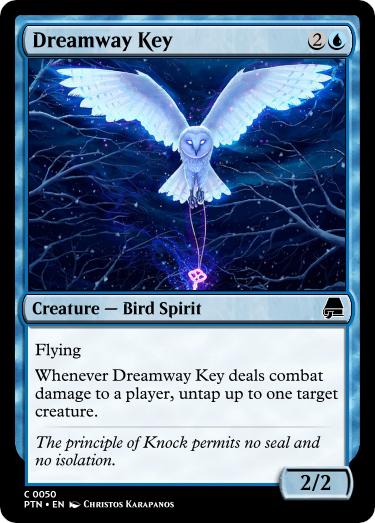 Dreamway Key 2
Creature — Bird Spirit
Flying
Whenever Dreamway Key deals combat
damage to a player, untap up to one target
creature.
The principle of Knock permits no seal and
no isolation.
2/2
C 0050
PTN • EN Christos Karapanos